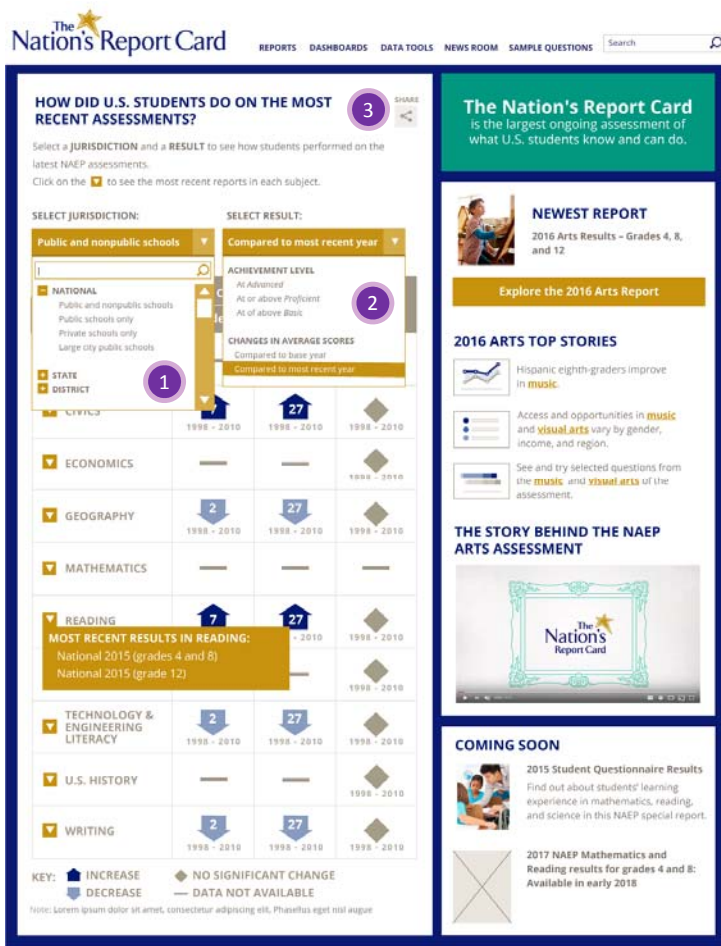 The
Nation's Report Card
REPORTS DASHBOARDS DATA TOOLS NEWS ROOM SAMPLE QUESTIONS Search
HOW DID U.S. STUDENTS DO ON THE MOST
RECENT ASSESSMENTS?
3
SHARE
Select a JURISDICTION and a RESULT to see how students performed on the
latest NAEP assessments.
Click on the to see the most recent reports in each subject.
SELECT JURISDICTION:
SELECT RESULT:
Public and nonpublic schools
Compared to most recent year
NATIONAL
Public and nonpublic schools
Public schools only
Private schools only
Large city public schools
STATE
DISTRICT
1
ACHIEVEMENT LEVEL
At Advanced
At or above Proficient
At of above Basic
2
CHANGES IN AVERAGE SCORES
Compared to base year
Compared to most recent year
CIVICS 7 27
1998 - 2010 1998 - 2010 1998 - 2010
ECONOMICS
1998 - 2010
GEOGRAPHY 2 27
1998 - 2010 1998 - 2010 1998 - 2010
MATHEMATICS
READING 7 27
- 2010 1998 - 2010
MOST RECENT RESULTS IN READING:
National 2015 (grades 4 and 8)
National 2015 (grade 12)
1998 - 2010
TECHNOLOGY &
ENGINEERING
LITERACY
2 27
1998 - 2010 1998 - 2010 1998 - 2010
U.S. HISTORY
1998 - 2010
WRITING 2 27
1998 - 2010 1998 - 2010 1998 - 2010
KEY: INCREASE NO SIGNIFICANT CHANGE
DECREASE DATA NOT AVAILABLE
Note: Lorem ipsum dolor sit amet, consectetur adipiscing elit, Phasellus eget nisl augue
The Nation's Report Card
is the largest ongoing assessment of
what U.S. students know and can do.
NEWEST REPORT
2016 Arts Results – Grades 4, 8,
and 12
Explore the 2016 Arts Report
2016 ARTS TOP STORIES
Hispanic eighth-graders improve
in music.
Access and opportunities in music
and visual arts vary by gender,
income, and region.
See and try selected questions from
the music and visual arts of the
assessment.
THE STORY BEHIND THE NAEP
ARTS ASSESSMENT
The
Nation's
Report Card
COMING SOON
2015 Student Questionnaire Results
Find out about students' learning
experience in mathematics, reading,
and science in this NAEP special report.
2017 NAEP Mathematics and
Reading results for grades 4 and 8:
Available in early 2018